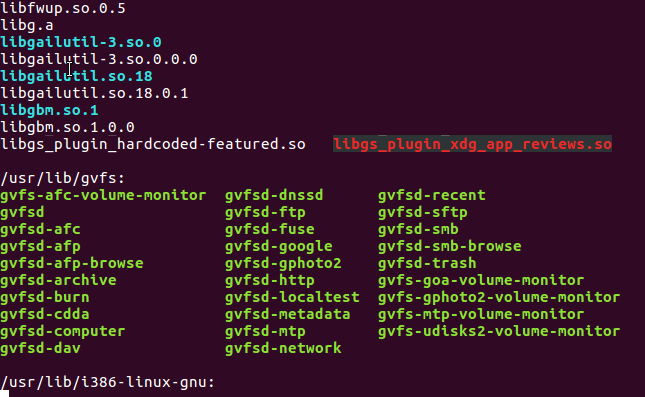 libfwup.so.0.5
libg.a
libgailutil-3.so.0
libgailutil-3.so.0.0.0
libgailutil.so.18
libgailutil.so.18.0.1
libgbm.so.1
libgbm.so.1.0.0
libgs_plugin_hardcoded-featured.so libgs_plugin_xdg_app_reviews.so
/usr/lib/gvfs:
gvfs-afc-volume-monitor gvfsd-dnssd gvfsd-recent
gvfsd gvfsd-ftp gvfsd-sftp
gvfsd-afc gvfsd-fuse gvfsd-smb
gvfsd-afp gvfsd-google gvfsd-smb-browse
gvfsd-afp-browse gvfsd-gphoto2 gvfsd-trash
gvfsd-archive gvfsd-http gvfs-goa-volume-monitor
gvfsd-burn gvfsd-localtest gvfs-gphoto2-volume-monitor
gvfsd-cdda gvfsd-metadata gvfs-mtp-volume-monitor
gvfsd-computer gvfsd-mtp gvfs-udisks2-volume-monitor
gvfsd-dav gvfsd-network
/usr/lib/i386-linux-gnu: